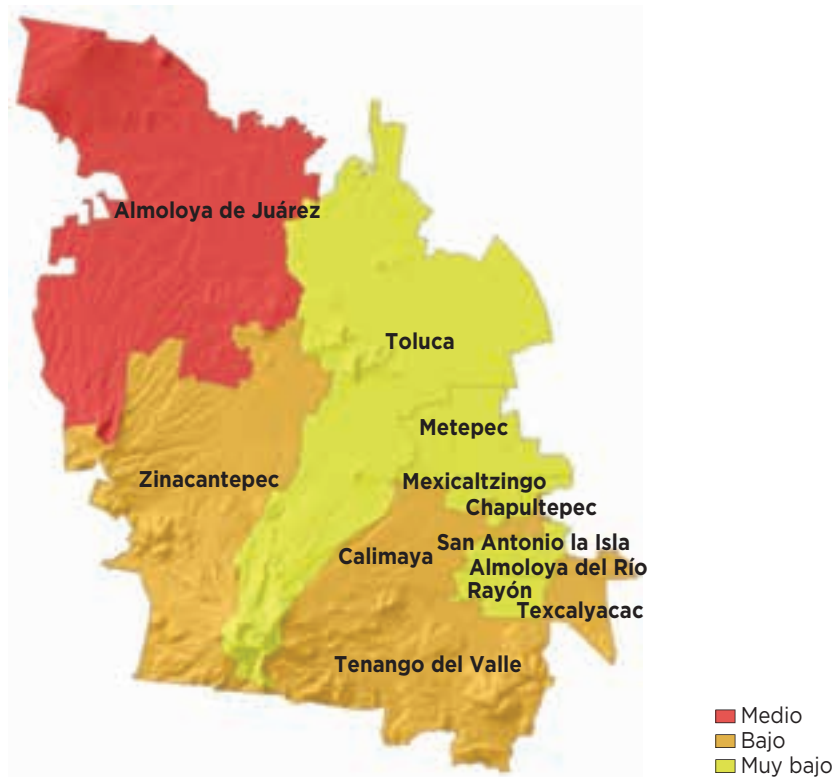 Almoloya de Juárez
Toluca
Metepec
Zinacantepec
Mexicaltzingo
Chapultepec
San Antonio la Isla
Calimaya
Almoloya del Río
Rayón
Texcalyacac
Tenango del Valle
Medio
Bajo
Muy bajo